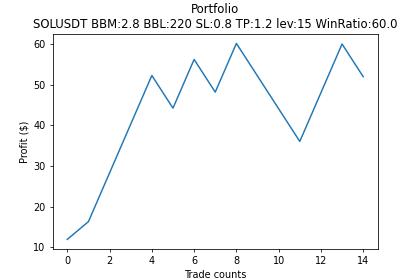 Portfolio
SOLUSDT BBM:2.8 BBL:220 SL:0.8 TP:1.2 lev:15 WinRatio:60.0
60
50
40
30
20
10
Profit ($)
0 2 4 6 8 10 12 14
Trade counts